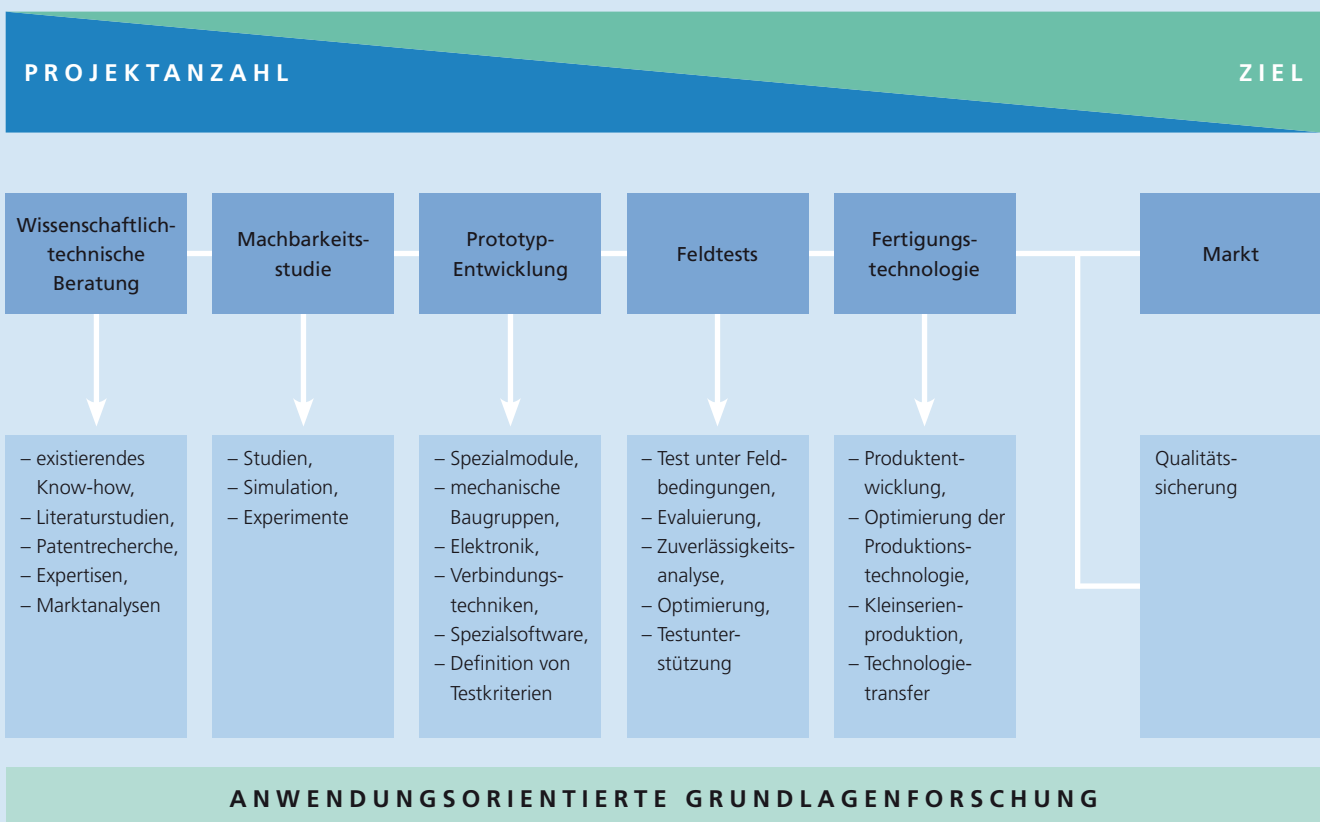 PROJEKTANZAHL
ZIEL
Wissenschaftlich-
technische
Beratung
Machbarkeits-
studie
Prototyp-
Entwicklung
Feldtests
Fertigungs-
technologie
Markt
– existierendes
Know-how,
– Literaturstudien,
– Patentrecherche,
– Expertisen,
– Marktanalysen
– Studien,
– Simulation,
– Experimente
– Spezialmodule,
– mechanische
Baugruppen,
– Elektronik,
– Verbindungs-
techniken,
– Spezialsoftware,
– Definition von
Testkriterien
– Test unter Feld-
bedingungen,
– Evaluierung,
– Zuverlässigkeits-
analyse,
– Optimierung,
– Testunter-
stützung
– Produktent-
wicklung,
– Optimierung der
Produktions-
technologie,
– Kleinserien-
produktion,
– Technologie-
transfer
Qualitäts-
sicherung
ANWENDUNGSORIENTIERTE GRUNDLAGENFORSCHUNG